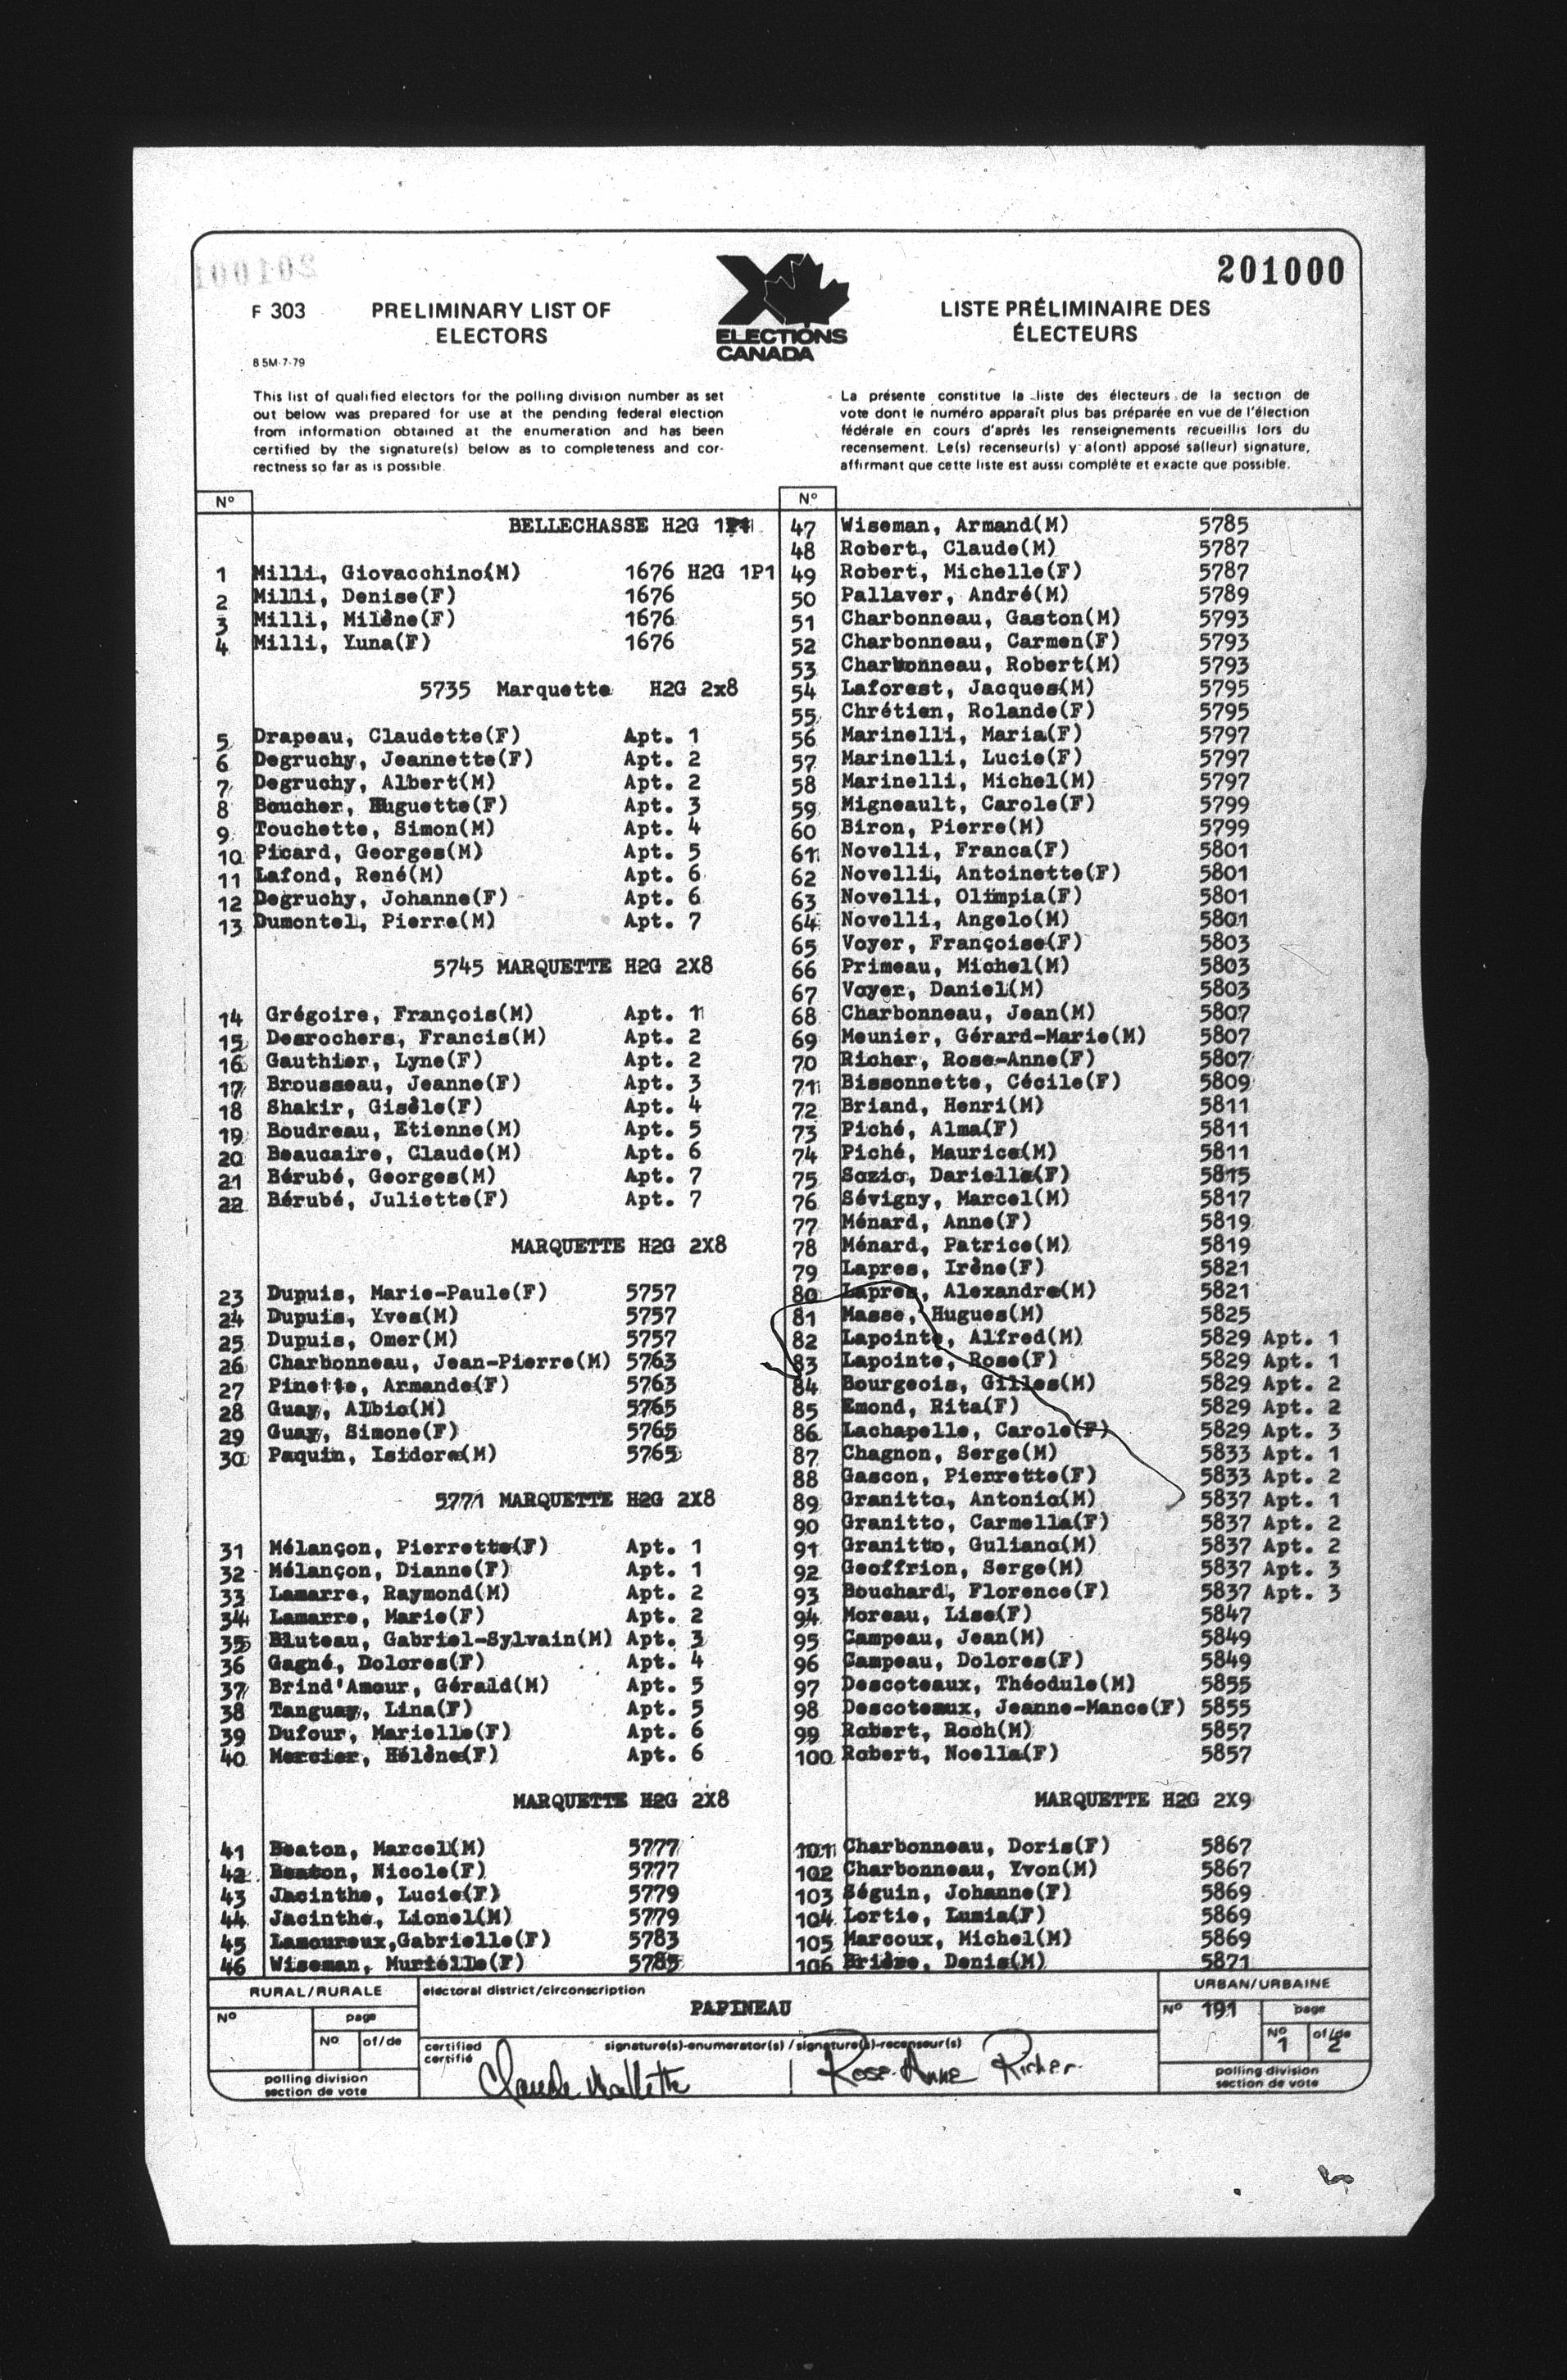 201000
F 303
PRELIMINARY LIST OF
ELECTORS
8 5M-7-79
ELECTIONS
CANADA
LISTE PRÉLIMINAIRE DES
ÉLECTEURS
This list of qualified electors for the polling division number as set
out below was prepared for use at the pending federal election
from information obtained at the enumeration and has been
certified by the signature(s) below as to completeness and cor-
rectness so far as is possible.
La présente constitue la liste des électeurs de la section de
vote dont le numéro apparaît plus bas préparée en vue de l'élection
fédérale en cours d'après les renseignements recueillis lors du
recensement. Le(s) recenseur(s) y a(ont) apposé sa(leur) signature,
affirmant que cette liste est aussi complète et exacte que possible.
Nº
BELLECHASSE H2G
1 Milli, Giovacchino(M) 1676 H2G 1P1
2 Milli, Denise(F) 1676
3 Milli, Milène(F) 1676
4 Milli, Yuna(F) 1676
5735 Marquette H2G 2x8
5 Drapeau, Claudette(F) Apt. 1
6 Degruchy, Jeannette(F) Apt. 2
7 Degruchy, Albert(M) Apt. 2
8 Boucher, Huguette(F) Apt. 3
9 Touchette, Simon(M) Apt. 4
10 Picard, Georges(M) Apt. 5
11 Lafond, René(M) Apt. 6
12 Degruchy, Johanne(F) Apt. 6
13 Dumontel, Pierre(M) Apt. 7
5745 MARQUETTE H2G 2X8
14 Grégoire, François(M) Apt. 1
15 Desrochers, Francis(M) Apt. 2
16 Gauthier, Lyne(F) Apt. 2
17 Brousseau, Jeanne(F) Apt. 3
18 Shakir, Gisèle(F) Apt. 4
19 Boudreau, Etienne(M) Apt. 5
20 Beaucaire, Claude(M) Apt. 6
21 Bérubé, Georges(M) Apt. 7
22 Bérubé, Juliette(F) Apt. 7
MARQUETTE H2G 2X8
23 Dupuis, Marie-Paule(F) 5757
24 Dupuis, Yves(M) 5757
25 Dupuis, Omer(M) 5757
26 Charbonneau, Jean-Pierre(M) 5763
27 Pinette, Armande(F) 5763
28 Guay, Albio(M) 5765
29 Guay, Simone(F) 5765
30 Paquin, Isidore(M) 5765
5771 MARQUETTE H2G 2X8
31 Mélançon, Pierrette(F) Apt. 1
32 Mélançon, Dianne(F) Apt. 1
33 Lamarre, Raymond(M) Apt. 2
34 Lamarre, Marie(F) Apt. 2
35 Bluteau, Gabriel-Sylvain(M) Apt. 3
36 Gagné, Dolores(F) Apt. 4
37 Brind'Amour, Gérald(M) Apt. 5
38 Tanguay, Lina(F) Apt. 5
39 Dufour, Marielle(F) Apt. 6
40 Mercier, Hélène(F) Apt. 6
MARQUETTE H2G 2X8
41 Beaton, Marcel(M) 5777
42 Beaton, Nicole(F) 5777
43 Jacinthe, Lucie(F) 5779
44 Jacinthe, Lionel(M) 5779
45 Lamoureux,Gabrielle(F) 5783
46 Wiseman, Murielle(F) 5785
Nº
47 Wiseman, Armand(M) 5785
48 Robert, Claude(M) 5787
49 Robert, Michelle(F) 5787
50 Pallaver, André(M) 5789
51 Charbonneau, Gaston(M) 5793
52 Charbonneau, Carmen(F) 5793
53 Charbonneau, Robert(M) 5793
54 Laforest, Jacques(M) 5795
55 Chrétien, Rolande(F) 5795
56 Marinelli, Maria(F) 5797
57 Marinelli, Lucie(F) 5797
58 Marinelli, Michel(M) 5797
59 Migneault, Carole(F) 5799
60 Biron, Pierre(M) 5799
61 Novelli, Franca(F) 5801
62 Novelli, Antoinette(F) 5801
63 Novelli, Olimpia(F) 5801
64 Novelli, Angelo(M) 5801
65 Voyer, Françoise(F) 5803
66 Primeau, Michel(M) 5803
67 Voyer, Daniel(M) 5803
68 Charbonneau, Jean(M) 5807
69 Meunier, Gérard-Marie(M) 5807
70 Richer, Rose-Anne(F) 5807
71 Bissonnette, Cécile(F) 5809
72 Briand, Henri(M) 5811
73 Piché, Alma(F) 5811
74 Piché, Maurice(M) 5811
75 Sozio, Darielle(F) 5815
76 Sévigny, Marcel(M) 5817
77 Ménard, Anne(F) 5819
78 Ménard, Patrice(M) 5819
79 Lapres, Irène(F) 5821
80 Lapres, Alexandre(M) 5821
81 Masse, Hugues(M) 5825
82 Lapointe, Alfred(M) 5829 Apt. 1
83 Lapointe, Rose(F) 5829 Apt. 1
84 Bourgeois, Gilles(M) 5829 Apt. 2
85 Emond, Rita(F) 5829 Apt. 2
86 Lachapelle, Carole(F) 5829 Apt. 3
87 Chagnon, Serge(M) 5833 Apt. 1
88 Gascon, Pierrette(F) 5833 Apt. 2
89 Granitto, Antonio(M) 5837 Apt. 1
90 Granitto, Carmella(F) 5837 Apt. 2
91 Granitto, Guliano(M) 5837 Apt. 2
92 Geoffrion, Serge(M) 5837 Apt. 3
93 Bouchard, Florence(F) 5837 Apt. 3
94 Moreau, Lise(F) 5847
95 Campeau, Jean(M) 5849
96 Campeau, Dolores(F) 5849
97 Descoteaux, Théodule(M) 5855
98 Descoteaux, Jeanne-Mance(F) 5855
99 Robert, Roch(M) 5857
100 Robert, Noella(F) 5857
MARQUETTE H2G 2X9
101 Charbonneau, Doris(F) 5867
102 Charbonneau, Yvon(M) 5867
103 Séguin, Johanne(F) 5869
104 Lortie, Lumia(F) 5869
105 Marcoux, Michel(M) 5869
106 Brière, Denis(M) 5871
RURAL/RURALE
Nº
page
Nº of/de
polling division
section de vote
electoral district/circonscription
PAPINEAU
certified
certifié
signature(s)-enumerator(s) / signature(s)-recenseur(s)
Claude Mallette
Rose-Anne Richer
URBAN/URBAINE
Nº 191
page
Nº of/de
1 2
polling division
section de vote